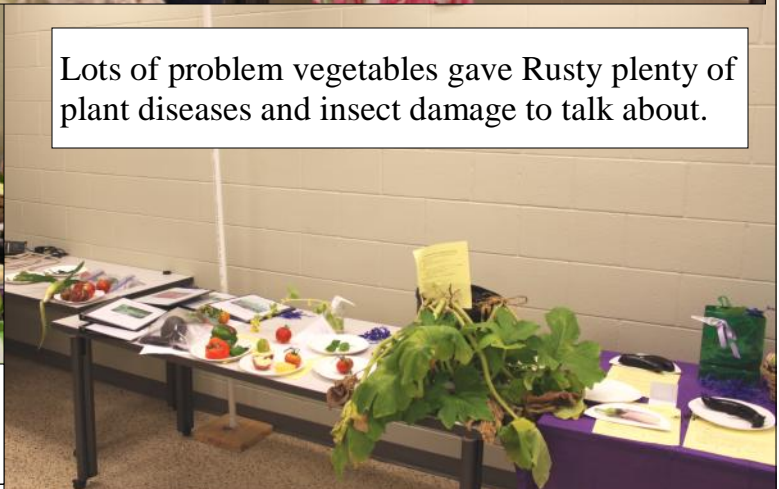 Lots of problem vegetables gave Rusty plenty of
plant diseases and insect damage to talk about.